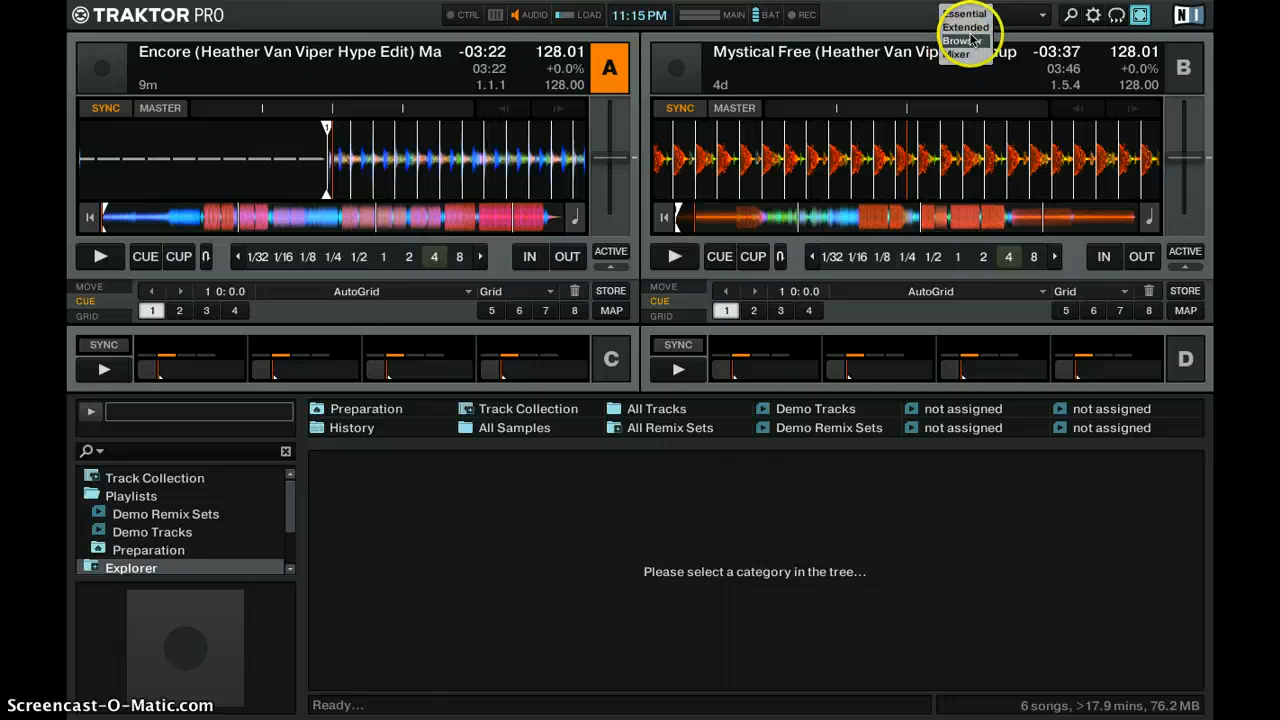 TRAKTOR PRO
CTRL AUDIO LOAD 11:15PM MAIN BAT REC
Essential
Extended
Browser
Mixer
Encore (Heather Van Viper Hype Edit) Ma -03:22 128.01
03:22 +0.0%
9m 1.1.1 128.00
A
Mystical Free (Heather Van Vip -03:37 128.01
03:46 +0.0%
4d 1.5.4 128.00
B
SYNC MASTER
SYNC MASTER
1
CUE CUP 1/32 1/16 1/8 1/4 1/2 1 2 4 8 IN OUT ACTIVE
CUE CUP 1/32 1/16 1/8 1/4 1/2 1 2 4 8 IN OUT ACTIVE
MOVE
CUE
GRID
1 0: 0.0 AutoGrid Grid STORE
1 2 3 4 5 6 7 8 MAP
MOVE
CUE
GRID
1 0: 0.0 AutoGrid Grid STORE
1 2 3 4 5 6 7 8 MAP
SYNC C
SYNC D
Preparation Track Collection All Tracks Demo Tracks not assigned not assigned
History All Samples All Remix Sets Demo Remix Sets not assigned not assigned
Track Collection
Playlists
Demo Remix Sets
Demo Tracks
Preparation
Explorer
Please select a category in the tree...
Ready...
6 songs, >17.9 mins, 76.2 MB
Screencast-O-Matic.com